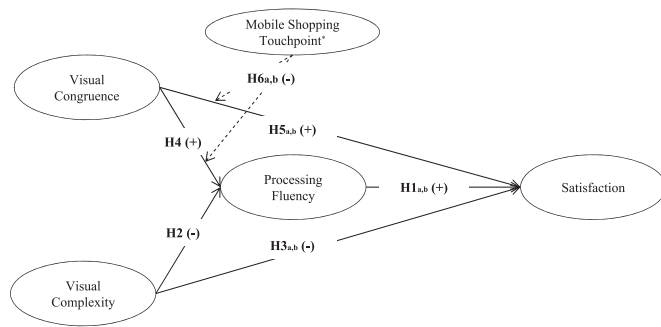 Mobile Shopping
Touchpoint*
Visual
Congruence
H6a,b (-)
H5a,b (+)
H4 (+)
Processing
Fluency
H1a,b (+)
Satisfaction
H2 (-)
H3a,b (-)
Visual
Complexity